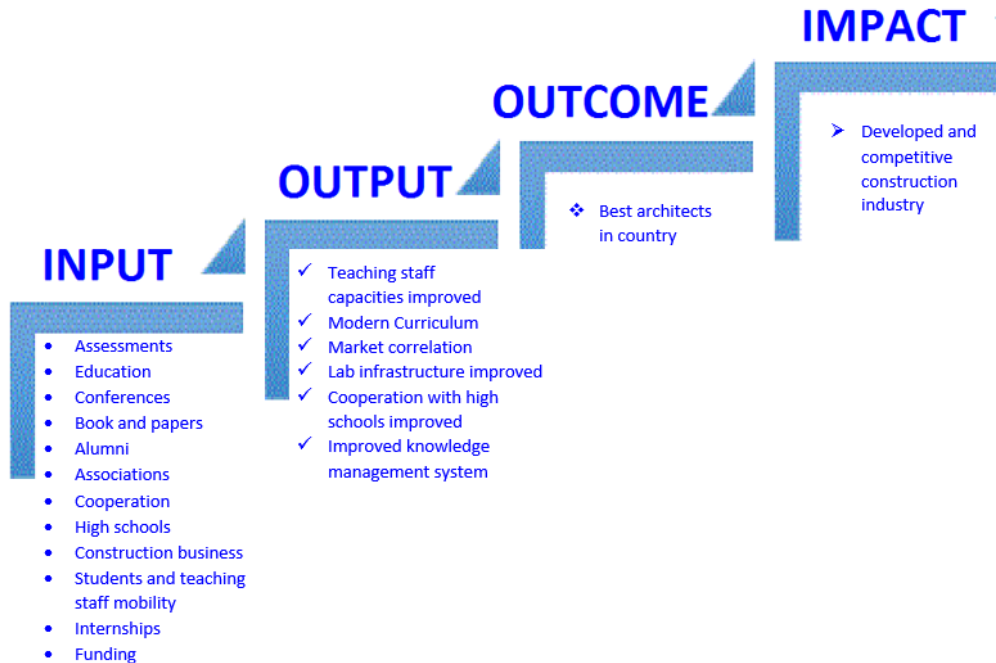 INPUT
• Assessments
• Education
• Conferences
• Book and papers
• Alumni
• Associations
• Cooperation
• High schools
• Construction business
• Students and teaching
staff mobility
• Internships
• Funding
OUTPUT
✓ Teaching staff
capacities improved
✓ Modern Curriculum
✓ Market correlation
✓ Lab infrastructure improved
✓ Cooperation with high
schools improved
✓ Improved knowledge
management system
OUTCOME
❖ Best architects
in country
IMPACT
➢ Developed and
competitive
construction
industry